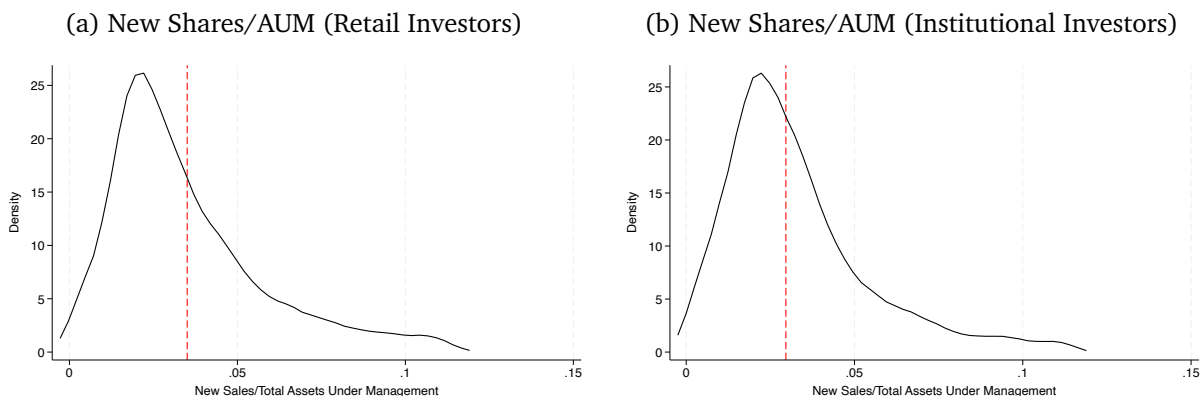 (a) New Shares/AUM (Retail Investors)
25
20
15
10
5
0
Density
0 .05 .1 .15
New Sales/Total Assets Under Management
(b) New Shares/AUM (Institutional Investors)
25
20
15
10
5
0
Density
0 .05 .1 .15
New Sales/Total Assets Under Management